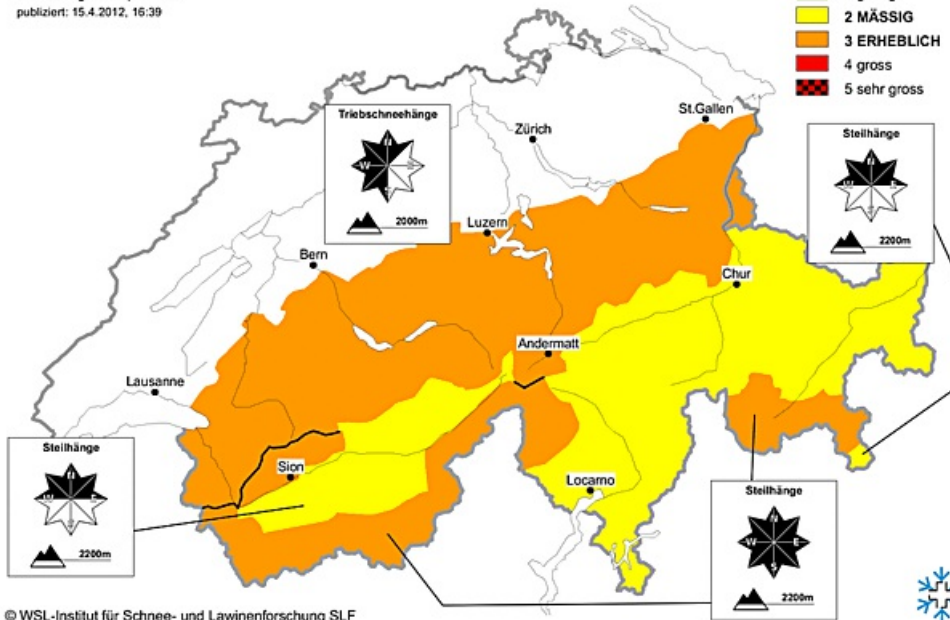 publiziert: 15.4.2012, 16:39
2 MÄSSIG
3 ERHEBLICH
4 gross
5 sehr gross
Triebschneehänge
N
W
S
2000m
St.Gallen
Zürich
Steilhänge
N
W
E
2200m
Luzern
Bern
Chur
Andermatt
Lausanne
Steilhänge
N
W
E
2200m
Sion
Locarno
Steilhänge
N
W
E
S
2200m
© WSL-Institut für Schnee- und Lawinenforschung SLF